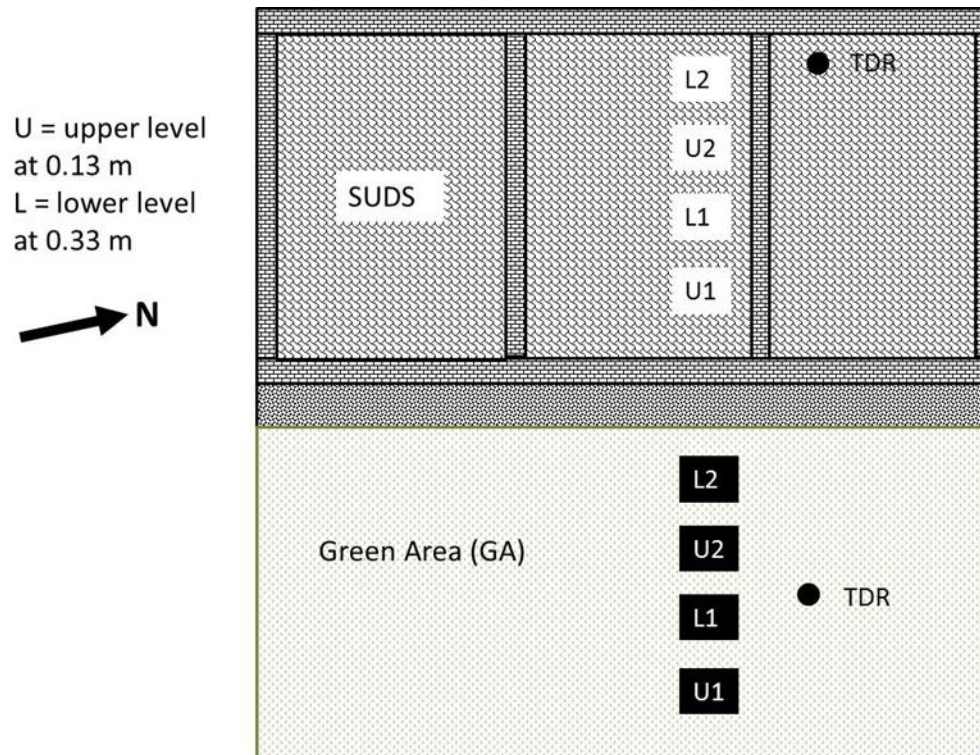 U = upper level
at 0.13 m
L = lower level
at 0.33 m
N
SUDS
L2
U2
L1
U1
TDR
Green Area (GA)
L2
U2
L1
U1
TDR